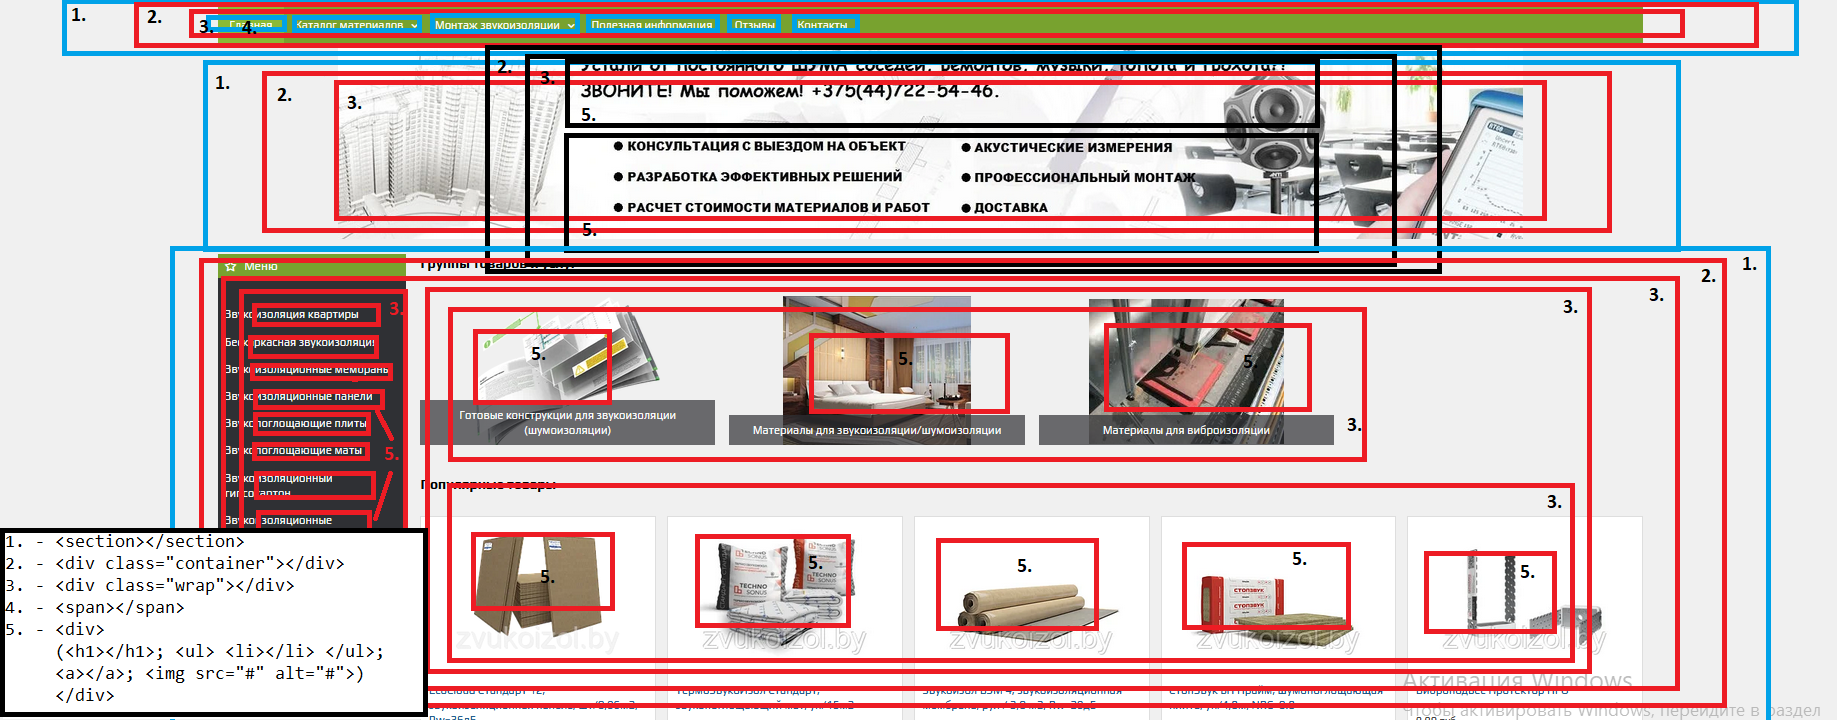 1.
2.
3.
4.
Главная
Каталог материалов
Монтаж звукоизоляции
Полезная информация
Отзывы
Контакты
1.
2.
3.
2.
3.
УСТАЛИ ОТ ПОСТОЯННОГО ШУМА СОСЕДЕЙ, РЕМОНТОВ, МУЗЫКИ, ТОПОТА И ГРОХОТА?!
ЗВОНИТЕ! Мы поможем! +375(44)722-54-46.
5.
● КОНСУЛЬТАЦИЯ С ВЫЕЗДОМ НА ОБЪЕКТ
● АКУСТИЧЕСКИЕ ИЗМЕРЕНИЯ
● РАЗРАБОТКА ЭФФЕКТИВНЫХ РЕШЕНИЙ
● ПРОФЕССИОНАЛЬНЫЙ МОНТАЖ
● РАСЧЕТ СТОИМОСТИ МАТЕРИАЛОВ И РАБОТ
● ДОСТАВКА
5.
1.
2.
3.
3.
Меню
3.
Звукоизоляция квартиры
Бескаркасная звукоизоляция
Звукоизоляционные мембраны
Звукоизоляционные панели
Звукопоглощающие плиты
Звукопоглощающие маты
5.
Звукоизоляционный
гипсокартон
Звукоизоляционные
5.
5.
5.
Готовые конструкции для звукоизоляции
(шумоизоляции)
Материалы для звукоизоляции/шумоизоляции
Материалы для виброизоляции
3.
Популярные товары
3.
5.
5.
5.
5.
5.
TECHNO
SONUS
СТОПЗВУК
zvukoizol.by
zvukoizol.by
zvukoizol.by
zvukoizol.by
zvukoizol.by
1. - <section></section>
2. - <div class="container"></div>
3. - <div class="wrap"></div>
4. - <span></span>
5. - <div>
(<h1></h1>; <ul> <li></li> </ul>;
<a></a>; <img src="#" alt="#">)
</div>
Активация Windows
Чтобы активировать Windows, перейдите в раздел